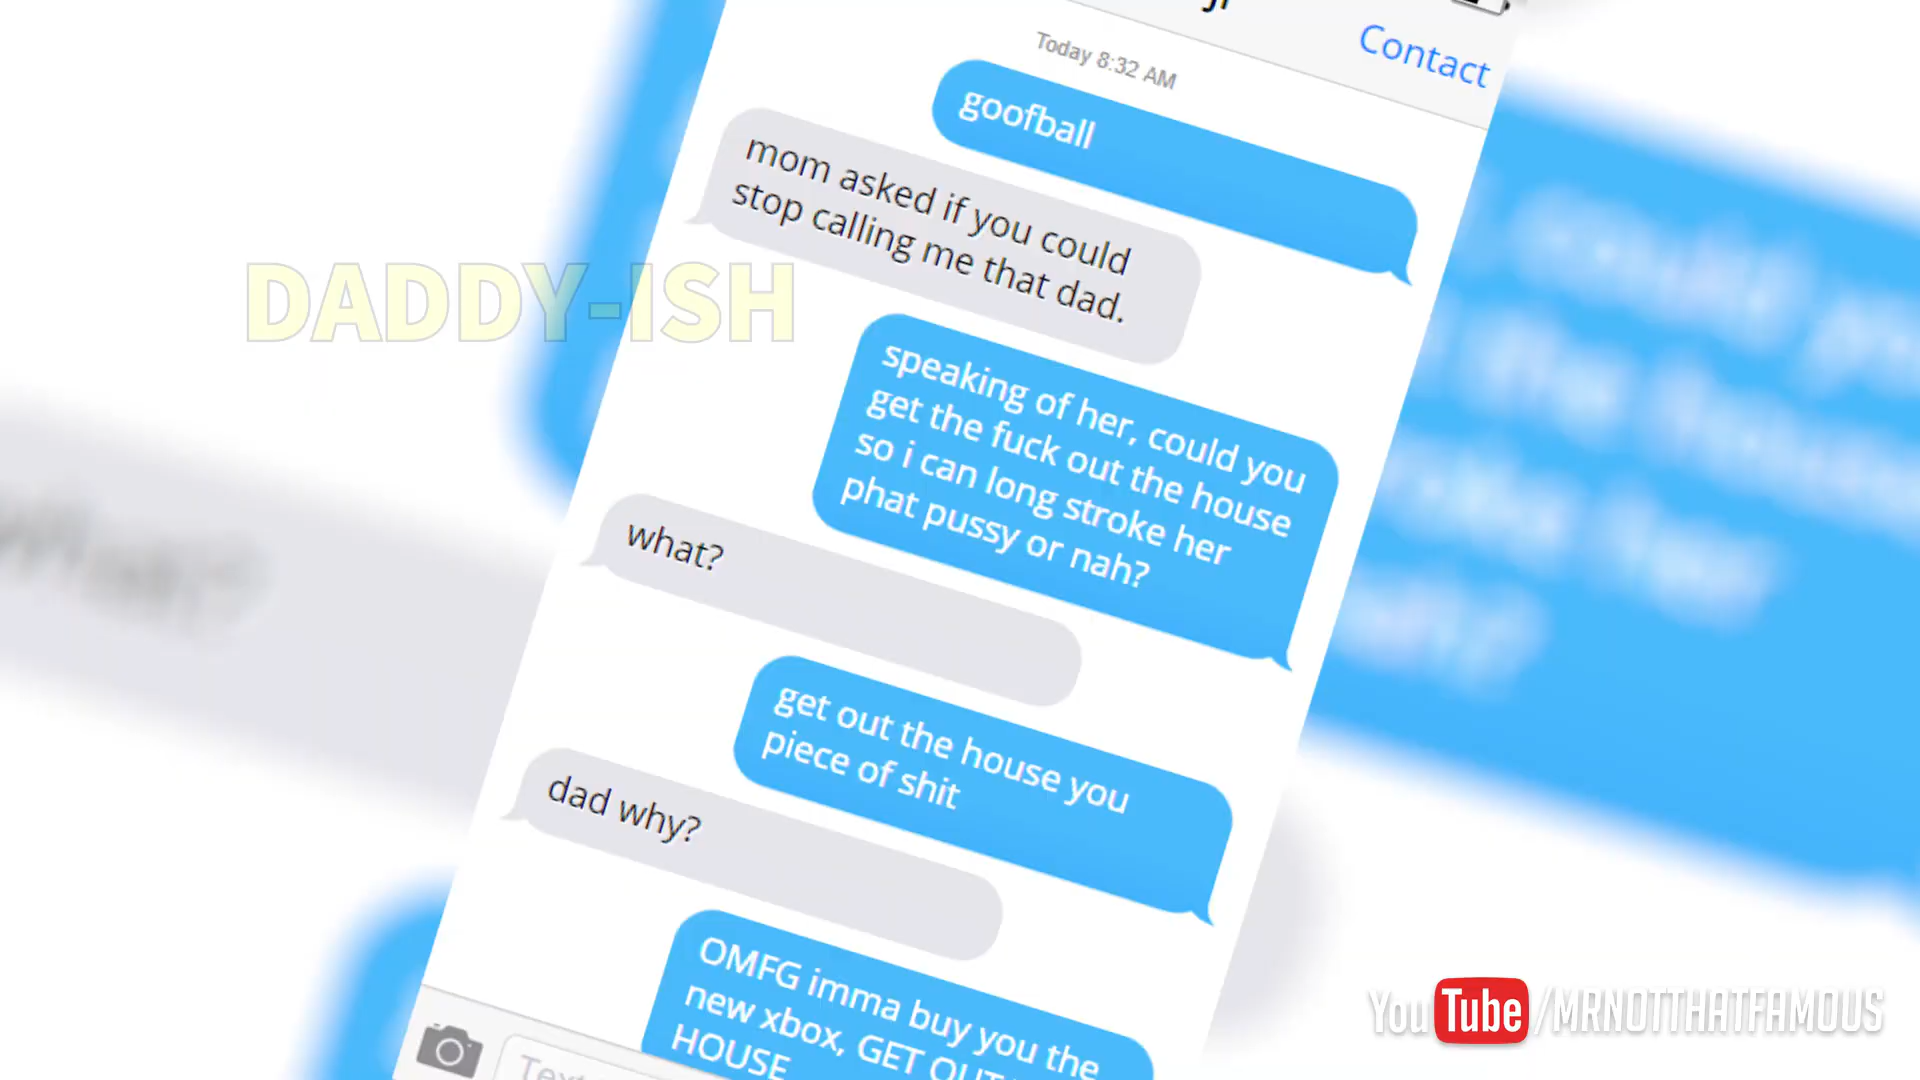 Contact
Today 8:32 AM
goofball
mom asked if you could
stop calling me that dad.
DADDY-ISH
speaking of her, could you
get the fuck out the house
so i can long stroke her
phat pussy or nah?
what?
get out the house you
piece of shit
dad why?
OMFG imma buy you the
new xbox, GET OUT
HOUSE
Text
YouTube/MRNOTTHATFAMOUS